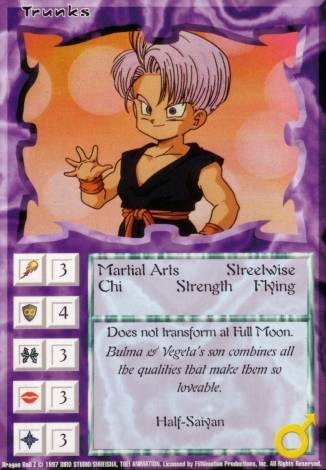 Trunks
3
4
3
3
3
Martial Arts Streetwise
Chi Strength Flying
Does not transform at Full Moon.
Bulma & Vegeta's son combines all
the qualities that make them so
loveable.
Half-Saiyan
Dragon Ball Z © 1997 BIRD STUDIO/SHUEISHA, TOEI ANIMATION. Licensed by FUNimation Productions, Inc. All Rights Reserved.